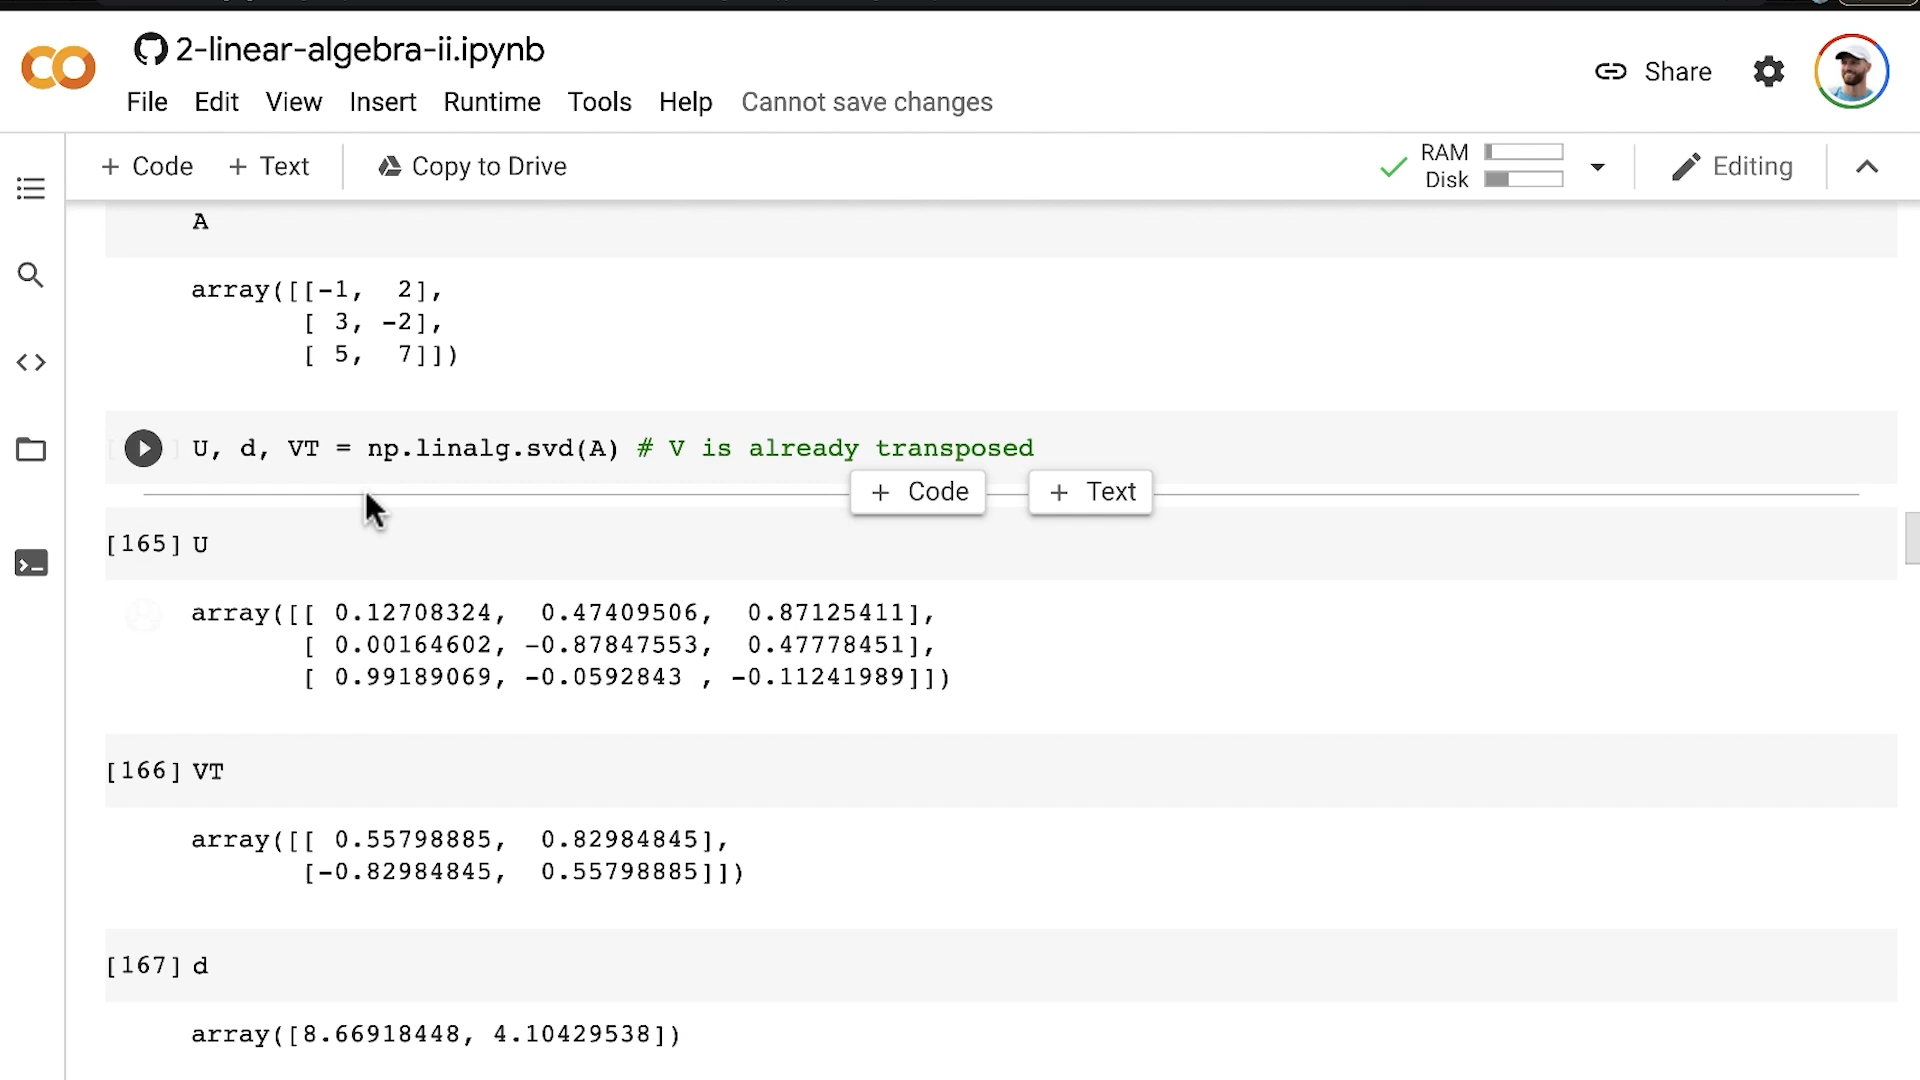 2-linear-algebra-ii.ipynb
File Edit View Insert Runtime Tools Help Cannot save changes
Share
+ Code + Text Copy to Drive
RAM
Disk
Editing
A
array([[-1,  2],
       [ 3, -2],
       [ 5,  7]])
U, d, VT = np.linalg.svd(A) # V is already transposed
+ Code + Text
[165] U
array([[ 0.12708324,  0.47409506,  0.87125411],
       [ 0.00164602, -0.87847553,  0.47778451],
       [ 0.99189069, -0.0592843 , -0.11241989]])
[166] VT
array([[ 0.55798885,  0.82984845],
       [-0.82984845,  0.55798885]])
[167] d
array([8.66918448, 4.10429538])